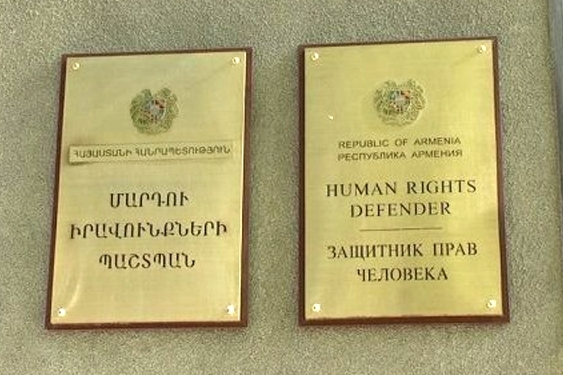 ՀԱՅԱՍՏԱՆԻ ՀԱՆՐԱՊԵՏՈՒԹՅՈՒՆ
ՄԱՐԴՈՒ
ԻՐԱՎՈՒՆՔՆԵՐԻ
ՊԱՇՏՊԱՆ
REPUBLIC OF ARMENIA
РЕСПУБЛИКА АРМЕНИЯ
HUMAN RIGHTS
DEFENDER
ЗАЩИТНИК ПРАВ
ЧЕЛОВЕКА